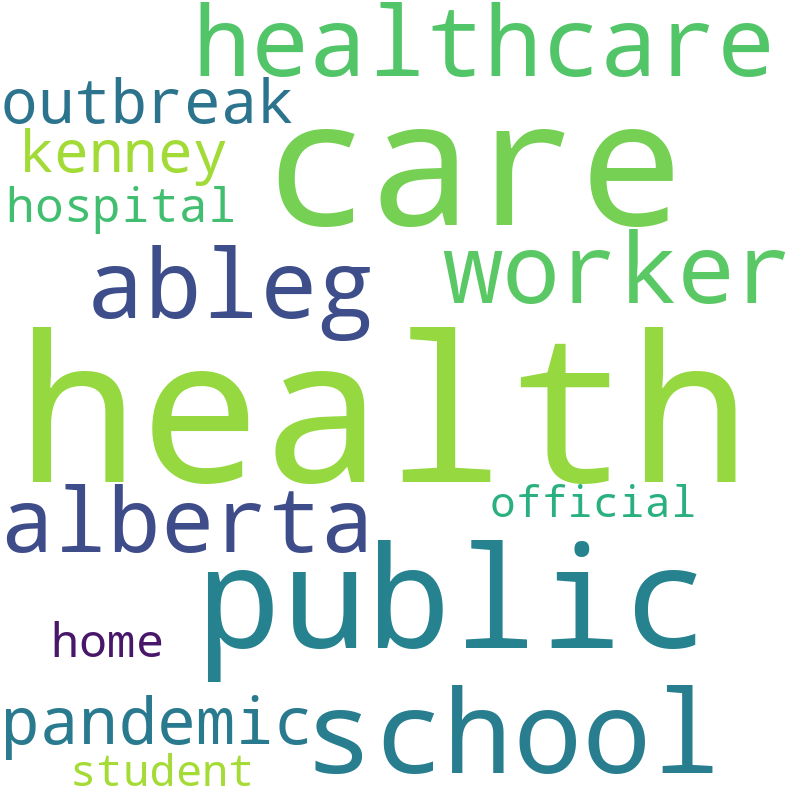 healthcare
outbreak
care
kenney
hospital
worker
ableg
health
alberta
official
public
home
school
pandemic
student